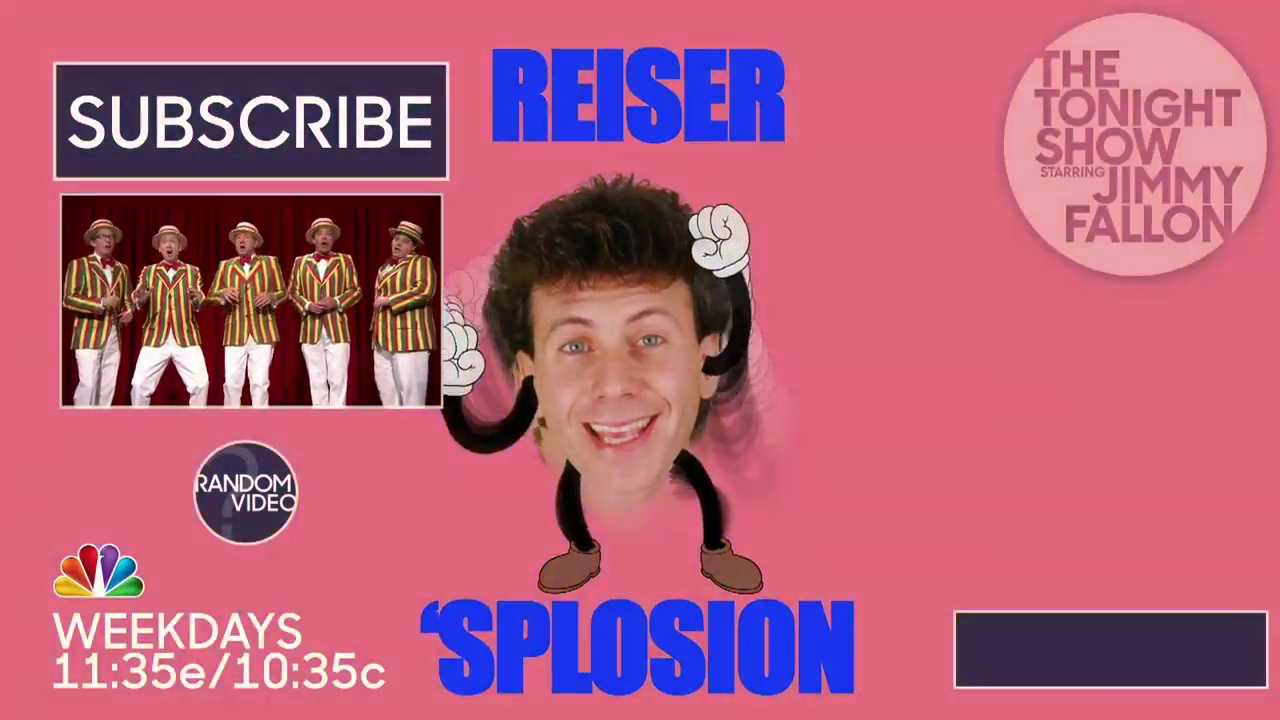 SUBSCRIBE
REISER
THE
TONIGHT
SHOW
STARRING
JIMMY
FALLON
RANDOM
VIDEO
WEEKDAYS
11:35e/10:35c
‘SPLOSION